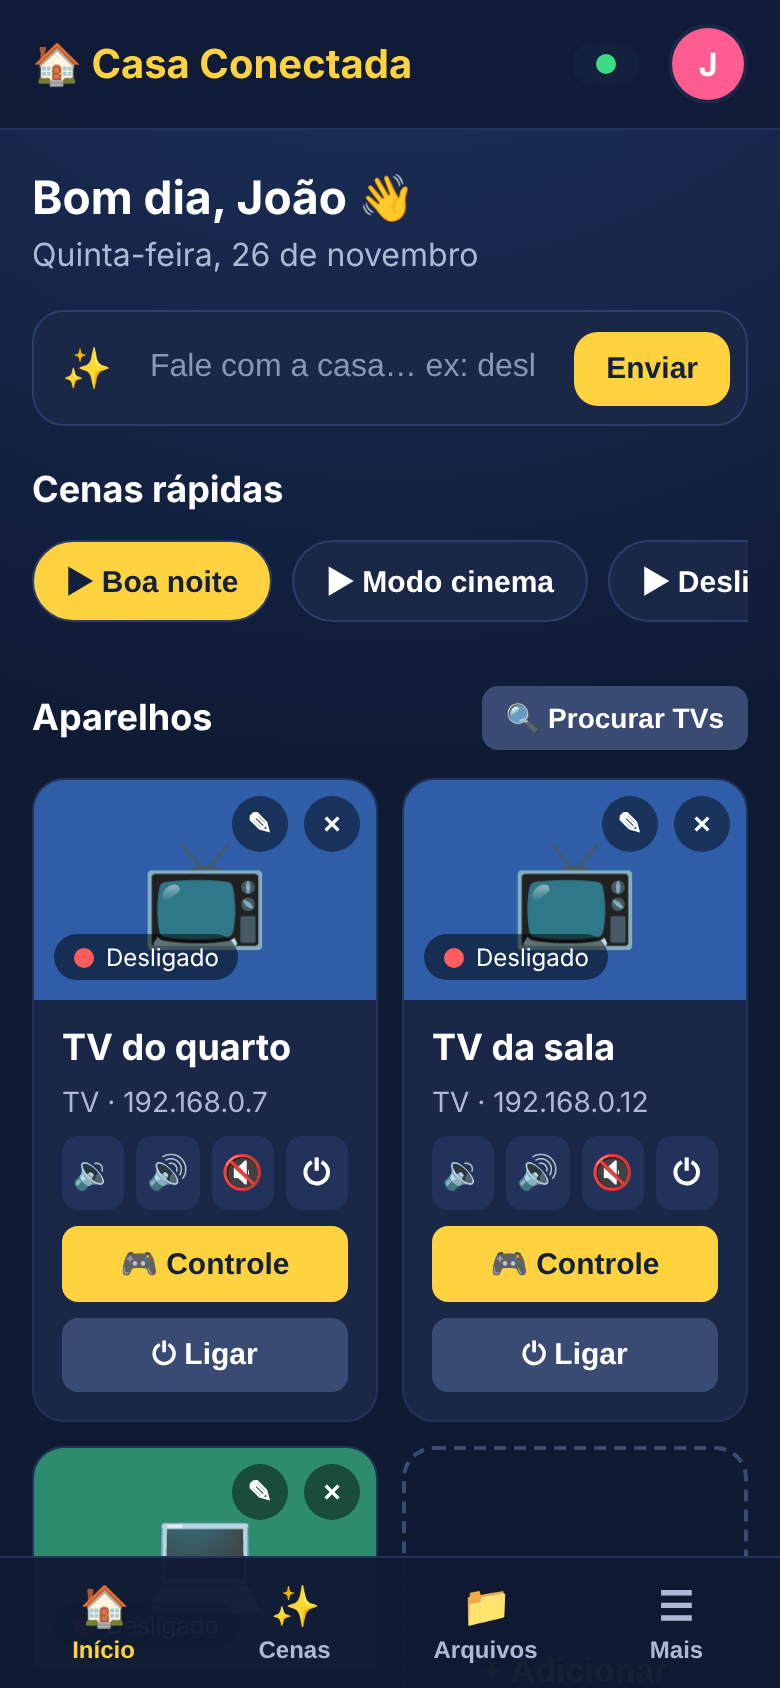 Casa Conectada
J
Bom dia, João 👋
Quinta-feira, 26 de novembro
Fale com a casa… ex: desl
Enviar
Cenas rápidas
▶ Boa noite
▶ Modo cinema
▶ Desli
Aparelhos
🔍 Procurar TVs
Desligado
Desligado
TV do quarto
TV da sala
TV · 192.168.0.7
TV · 192.168.0.12
🎮 Controle
🎮 Controle
⏻ Ligar
⏻ Ligar
Desligado
+ Adicionar
Início
Cenas
Arquivos
Mais